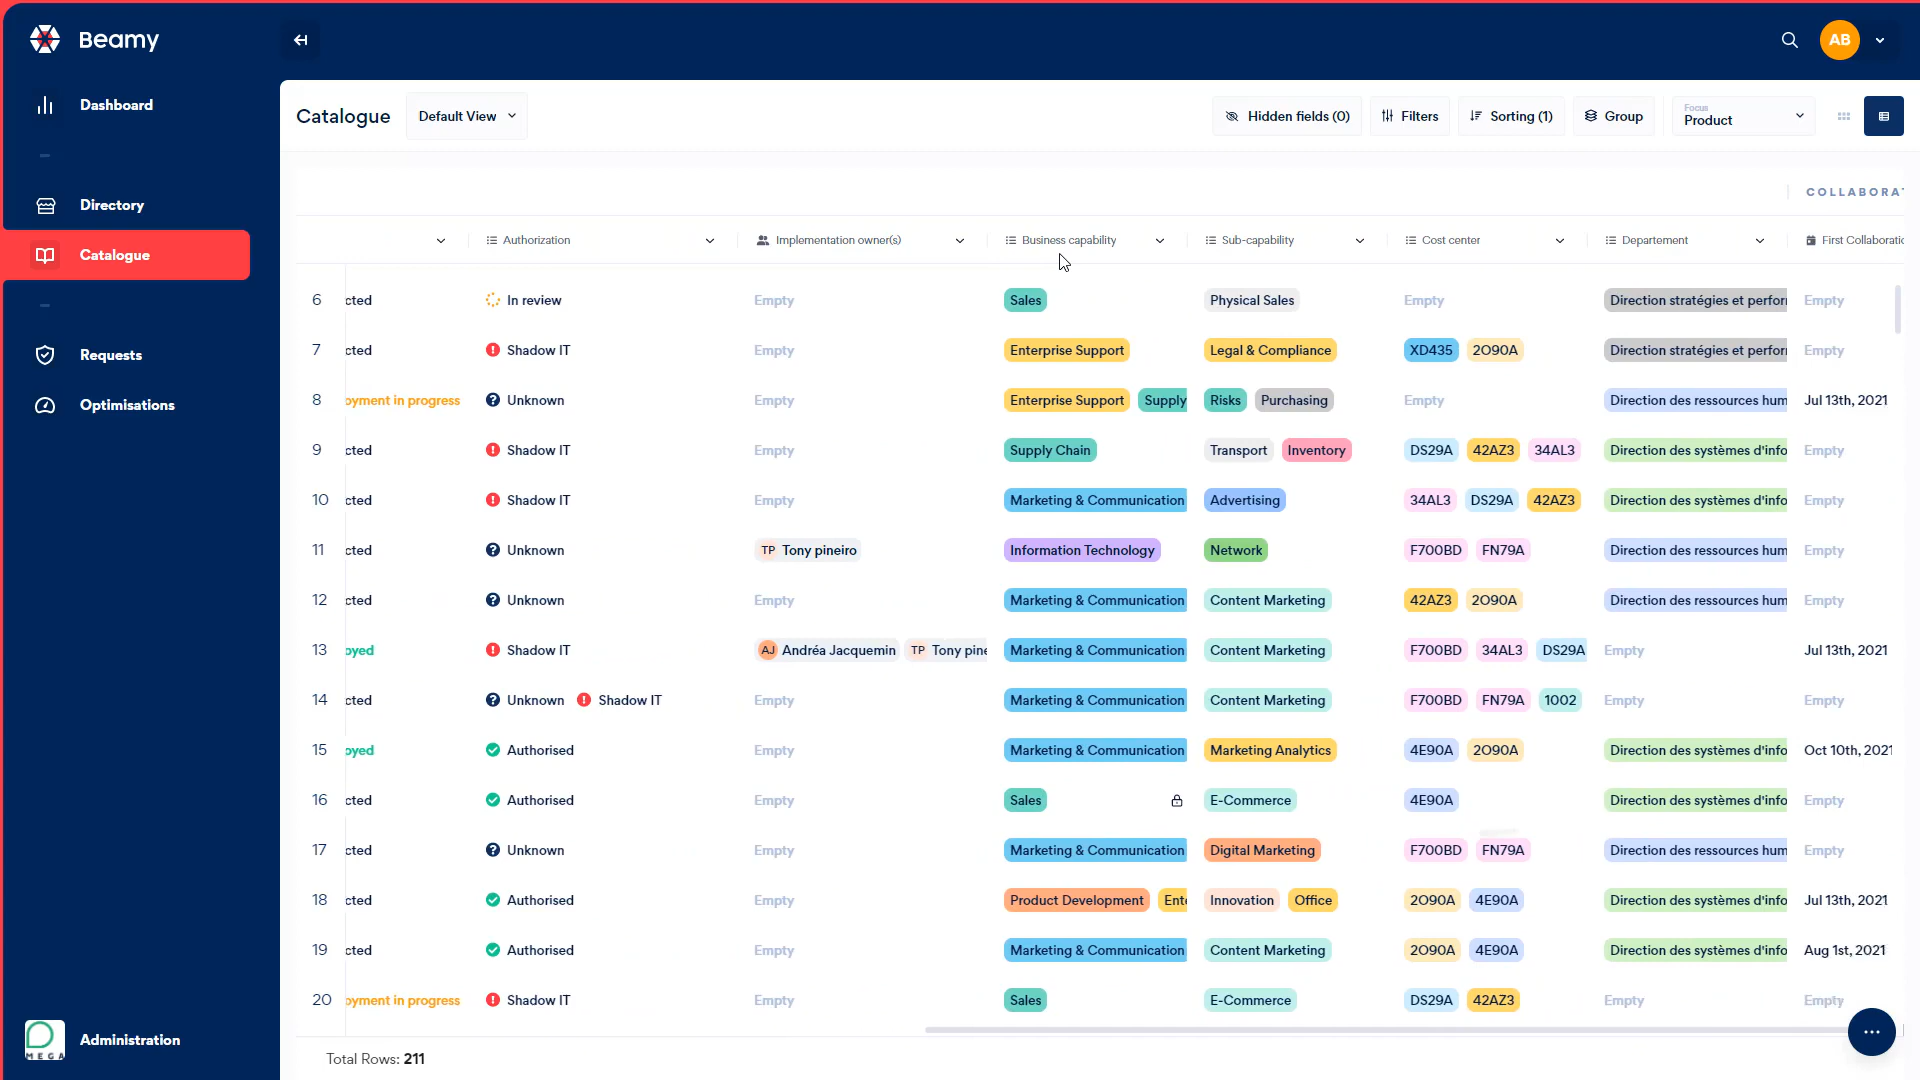 Beamy
AB
Dashboard
Directory
Catalogue
Requests
Optimisations
MEGA
Administration
Catalogue Default View Hidden fields (0) Filters Sorting (1) Group Focus Product
COLLABORAT
Authorization Implementation owner(s) Business capability Sub-capability Cost center Departement First Collaboratio
6 cted In review Empty Sales Physical Sales Empty Direction stratégies et perfor Empty
7 cted Shadow IT Empty Enterprise Support Legal & Compliance XD435 2O90A Direction stratégies et perfor Empty
8 oyment in progress Unknown Empty Enterprise Support Supply Risks Purchasing Empty Direction des ressources hum Jul 13th, 2021
9 cted Shadow IT Empty Supply Chain Transport Inventory DS29A 42AZ3 34AL3 Direction des systèmes d'info Empty
10 cted Shadow IT Empty Marketing & Communication Advertising 34AL3 DS29A 42AZ3 Direction des systèmes d'info Empty
11 cted Unknown TP Tony pineiro Information Technology Network F700BD FN79A Direction des ressources hum Empty
12 cted Unknown Empty Marketing & Communication Content Marketing 42AZ3 2O90A Direction des ressources hum Empty
13 oyed Shadow IT AJ Andréa Jacquemin TP Tony pine Marketing & Communication Content Marketing F700BD 34AL3 DS29A Empty Jul 13th, 2021
14 cted Unknown Shadow IT Empty Marketing & Communication Content Marketing F700BD FN79A 1002 Empty Empty
15 oyed Authorised Empty Marketing & Communication Marketing Analytics 4E90A 2O90A Direction des systèmes d'info Oct 10th, 2021
16 cted Authorised Empty Sales E-Commerce 4E90A Direction des systèmes d'info Empty
17 cted Unknown Empty Marketing & Communication Digital Marketing F700BD FN79A Direction des ressources hum Empty
18 cted Authorised Empty Product Development Ente Innovation Office 2O90A 4E90A Direction des systèmes d'info Jul 13th, 2021
19 cted Authorised Empty Marketing & Communication Content Marketing 2O90A 4E90A Direction des systèmes d'info Aug 1st, 2021
20 oyment in progress Shadow IT Empty Sales E-Commerce DS29A 42AZ3 Empty Empty
Total Rows: 211